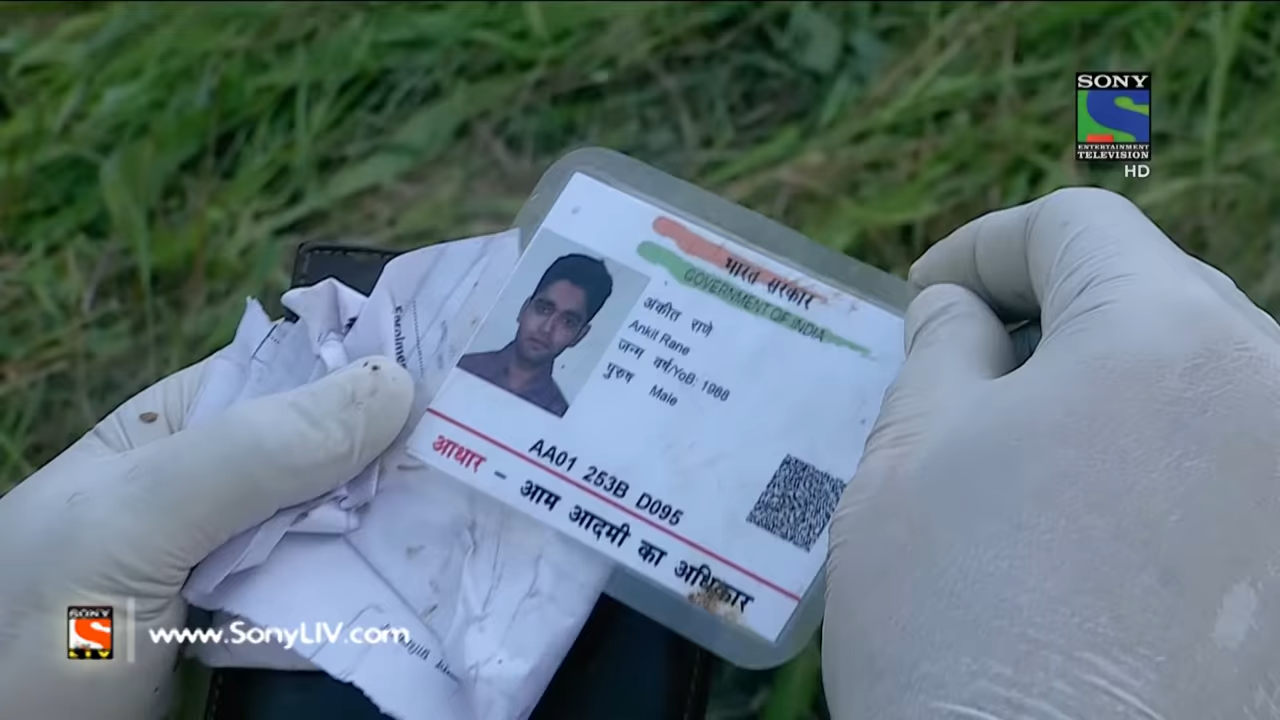 SONY
ENTERTAINMENT
TELEVISION
HD
भारत सरकार
GOVERNMENT OF INDIA
अंकीत राणे
Ankit Rane
जन्म वर्ष/YoB: 1988
पुरुष Male
AA01 253B D095
आधार - आम आदमी का अधिकार
SONY
LIV
www.SonyLIV.com